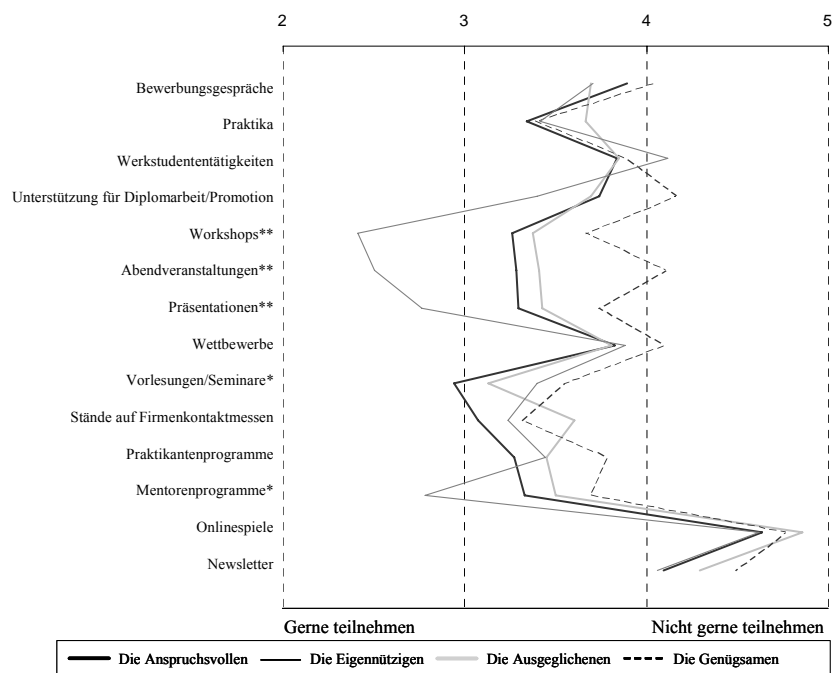 2 3 4 5
Bewerbungsgespräche
Praktika
Werkstudententätigkeiten
Unterstützung für Diplomarbeit/Promotion
Workshops**
Abendveranstaltungen**
Präsentationen**
Wettbewerbe
Vorlesungen/Seminare*
Stände auf Firmenkontaktmessen
Praktikantenprogramme
Mentorenprogramme*
Onlinespiele
Newsletter
Gerne teilnehmen Nicht gerne teilnehmen
Die Anspruchsvollen Die Eigennützigen Die Ausgeglichenen Die Genügsamen